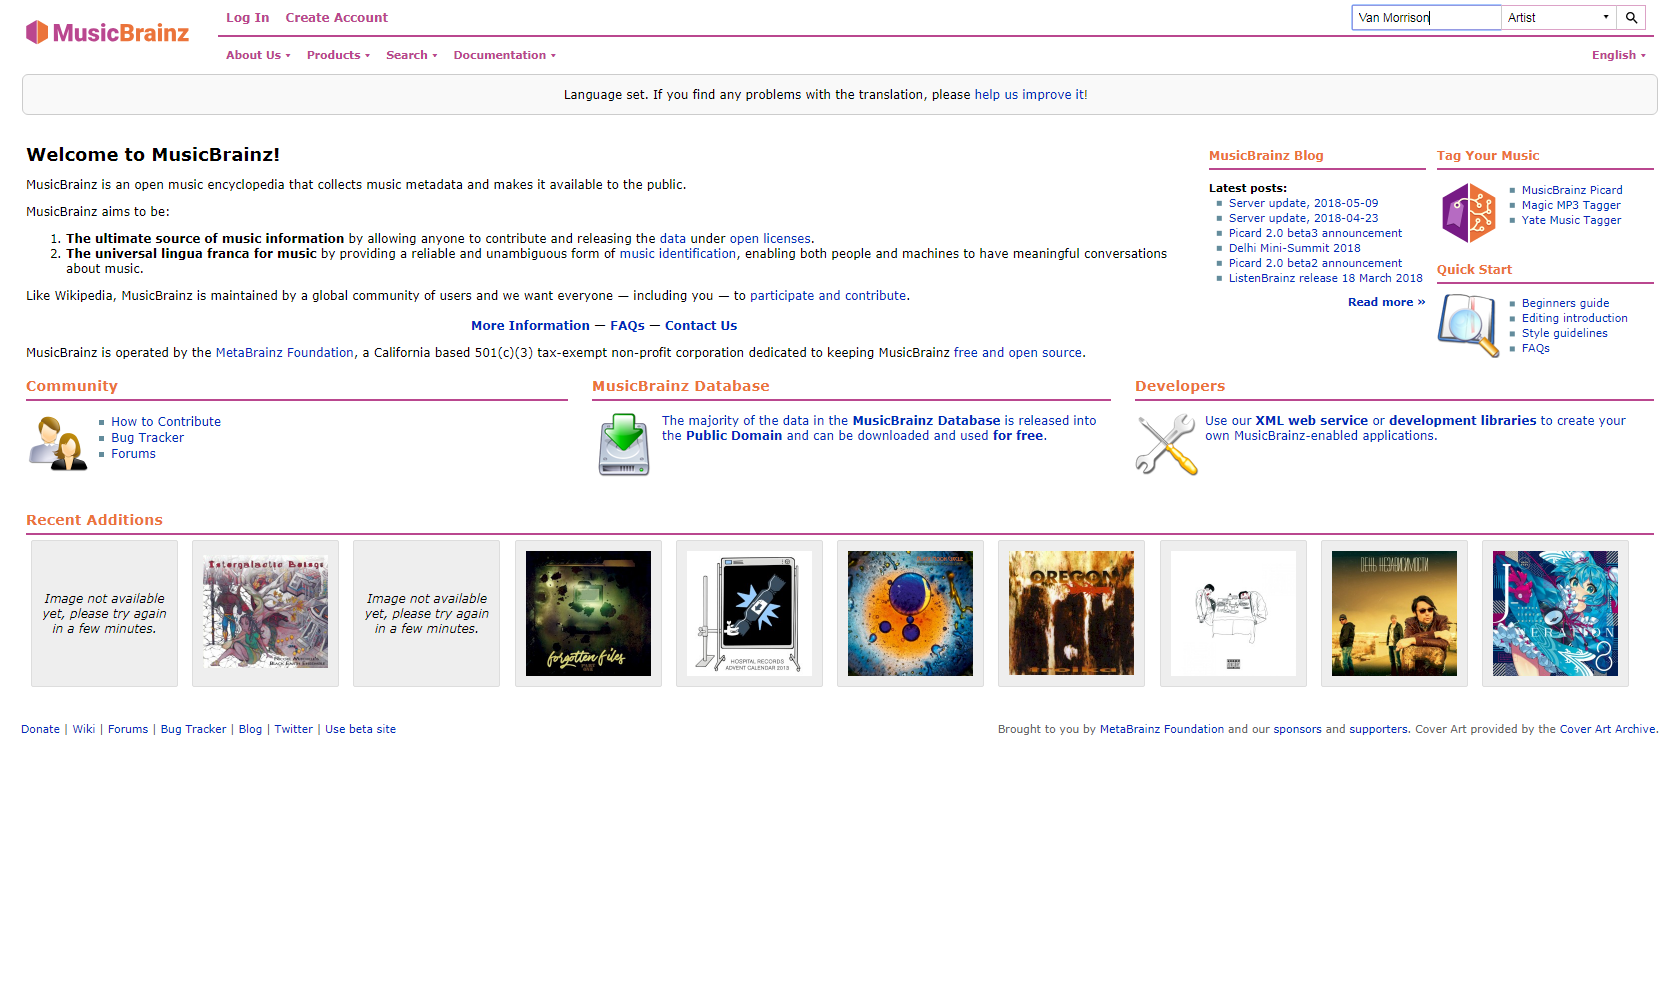 MusicBrainz
Log In Create Account
Van Morrison Artist
About Us Products Search Documentation English
Language set. If you find any problems with the translation, please help us improve it!
Welcome to MusicBrainz!
MusicBrainz is an open music encyclopedia that collects music metadata and makes it available to the public.
MusicBrainz aims to be:
1. The ultimate source of music information by allowing anyone to contribute and releasing the data under open licenses.
2. The universal lingua franca for music by providing a reliable and unambiguous form of music identification, enabling both people and machines to have meaningful conversations
about music.
Like Wikipedia, MusicBrainz is maintained by a global community of users and we want everyone — including you — to participate and contribute.
More Information — FAQs — Contact Us
MusicBrainz is operated by the MetaBrainz Foundation, a California based 501(c)(3) tax-exempt non-profit corporation dedicated to keeping MusicBrainz free and open source.
MusicBrainz Blog
Latest posts:
Server update, 2018-05-09
Server update, 2018-04-23
Picard 2.0 beta3 announcement
Delhi Mini-Summit 2018
Picard 2.0 beta2 announcement
ListenBrainz release 18 March 2018
Read more »
Tag Your Music
MusicBrainz Picard
Magic MP3 Tagger
Yate Music Tagger
Quick Start
Beginners guide
Editing introduction
Style guidelines
FAQs
Community
How to Contribute
Bug Tracker
Forums
MusicBrainz Database
The majority of the data in the MusicBrainz Database is released into
the Public Domain and can be downloaded and used for free.
Developers
Use our XML web service or development libraries to create your
own MusicBrainz-enabled applications.
Recent Additions
Image not available
yet, please try again
in a few minutes.
Intergalactic Beings
Black Earth Ensemble
Image not available
yet, please try again
in a few minutes.
forgotten files
HOSPITAL RECORDS
ADVENT CALENDAR 2013
OREGON
ДЕНЬ НЕЗАВИСИМОСТИ
Donate | Wiki | Forums | Bug Tracker | Blog | Twitter | Use beta site
Brought to you by MetaBrainz Foundation and our sponsors and supporters. Cover Art provided by the Cover Art Archive.